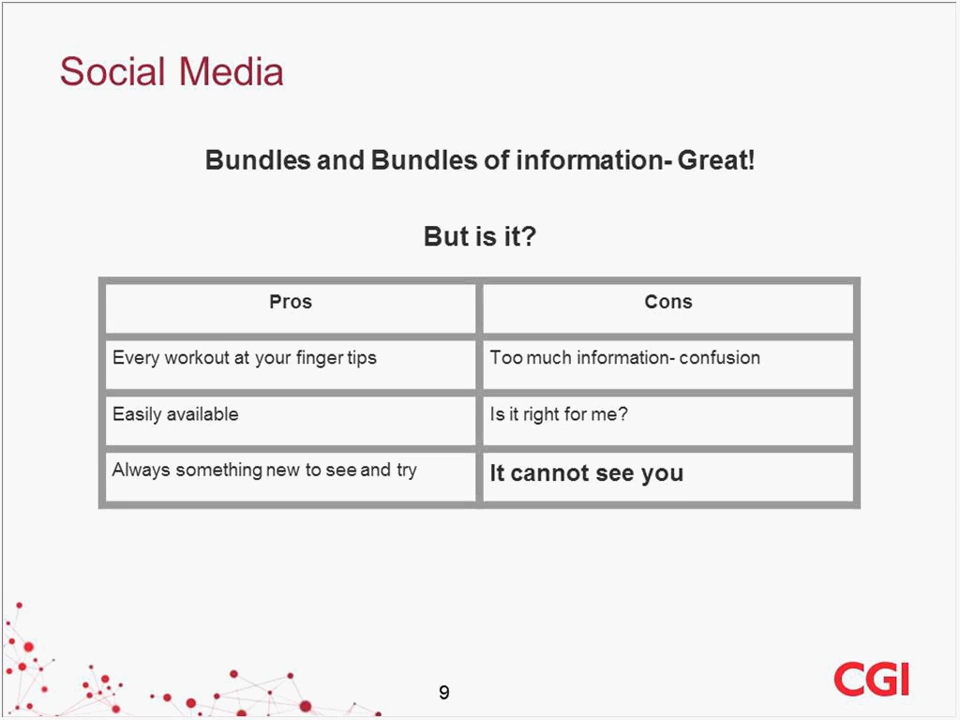 Social Media
Bundles and Bundles of information- Great!
But is it?
Pros
Cons
Every workout at your finger tips
Too much information- confusion
Easily available
Is it right for me?
Always something new to see and try
It cannot see you
9
CGI